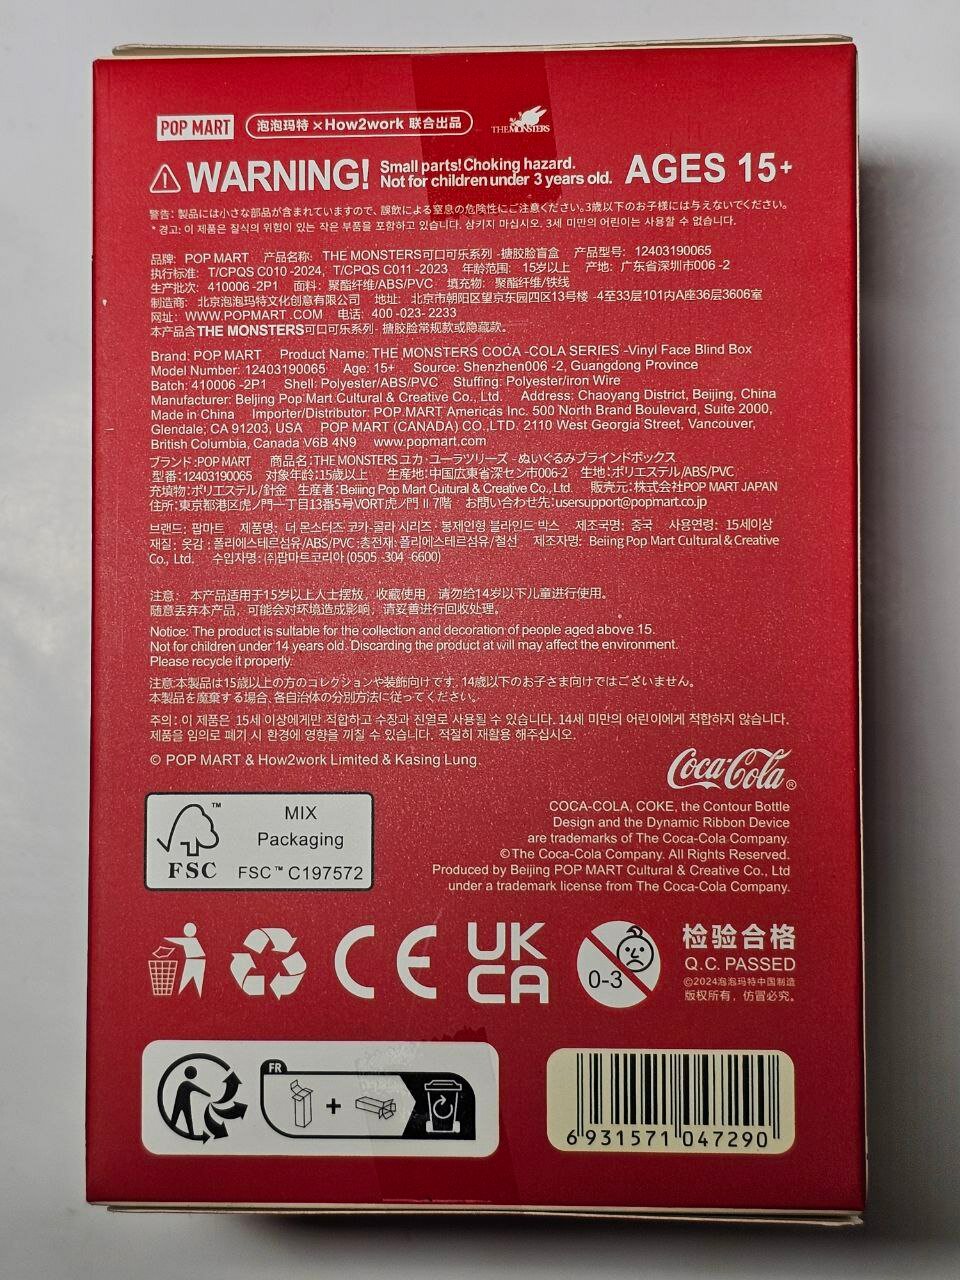 POP MART 泡泡玛特×How2work 联合出品 THE MONSTERS
WARNING! Small parts! Choking hazard. Not for children under 3 years old. AGES 15+
警告: 製品には小さな部品が含まれていますので、誤飲による窒息の危険性にご注意ください。3歳以下のお子様には与えないでください。
* 경고: 이 제품은 질식의 위험이 있는 작은 부품을 포함하고 있습니다. 삼키지 마십시오. 3세 미만의 어린이는 사용할 수 없습니다.
品牌: POP MART 产品名称: THE MONSTERS可口可乐系列 -搪胶脸盲盒 产品型号: 12403190065
执行标准: T/CPQS C010 -2024, T/CPQS C011 -2023 年龄范围: 15岁以上 产地: 广东省深圳市006 -2
生产批次: 410006 -2P1 面料: 聚酯纤维/ABS/PVC 填充物: 聚酯纤维/铁线
制造商: 北京泡泡玛特文化创意有限公司 地址: 北京市朝阳区望京东园四区13号楼 -4至33层101内A座36层3606室
网址: WWW.POPMART .COM 电话: 400 -023- 2233
本产品含THE MONSTERS可口可乐系列- 搪胶脸常规款或隐藏款。
Brand: POP MART Product Name: THE MONSTERS COCA -COLA SERIES -Vinyl Face Blind Box
Model Number: 12403190065 Age: 15+ Source: Shenzhen006 -2, Guangdong Province
Batch: 410006 -2P1 Shell: Polyester/ABS/PVC Stuffing: Polyester/iron Wire
Manufacturer: Beljing Pop Mart Cultural & Creative Co., Ltd. Address: Chaoyang District, Beijing, China
Made in China Importer/Distributor: POP MART Americas Inc. 500 North Brand Boulevard, Suite 2000,
Glendale, CA 91203, USA POP MART (CANADA) CO.,LTD. 2110 West Georgia Street, Vancouver,
British Columbia, Canada V6B 4N9 www.popmart.com
ブランド:POP MART 商品名: THE MONSTERS ユカ・ユーラツリーズ - ぬいぐるみブラインドボックス
型番:12403190065 対象年齢:15歳以上 生産地:中国広東省深セン市006-2 生地:ポリエステル/ABS/PVC
充填物:ポリエステル/針金 生産者:Beiiing Pop Mart Cuitural & Creative Co., Ltd. 販売元:株式会社POP MART JAPAN
住所:東京都港区虎ノ門一丁目13番5号VORT虎ノ門 II 7階 お問い合わせ先:usersupport@popmart.co.jp
브랜드: 팝마트 제품명: 더 몬스터즈 코카-콜라 시리즈 - 봉제인형 블라인드 박스 제조국명: 중국 사용연령: 15세이상
재질: 옷감 : 폴리에스테르섬유/ABS/PVC ;충전재: 폴리에스테르섬유/철선 제조자명: Beiing Pop Mart Cultural & Creative
Co., Ltd. 수입자명: ㈜팝마트코리아 (0505 -304 -6600)
注意: 本产品适用于15岁以上人士摆放, 收藏使用, 请勿给14岁以下儿童进行使用。
随意丢弃本产品, 可能会对环境造成影响, 请妥善进行回收处理。
Notice: The product is suitable for the collection and decoration of people aged above 15.
Not for children under 14 years old. Discarding the product at will may affect the environment.
Please recycle it properly.
注意:本製品は15歳以上の方のコレクションや装飾向けです, 14歳以下のお子さま向けではございません。
本製品を廃棄する場合, 各自治体の分別方法に従ってください。
주의: 이 제품은 15세 이상에게만 적합하고 수장과 진열로 사용될 수 있습니다. 14세 미만의 어린이에게 적합하지 않습니다.
제품을 임의로 폐기 시 환경에 영향을 끼칠 수 있습니다. 적절히 재활용 해주십시오.
© POP MART & How2work Limited & Kasing Lung.
Coca-Cola ®
COCA-COLA, COKE, the Contour Bottle
Design and the Dynamic Ribbon Device
are trademarks of The Coca-Cola Company.
© The Coca-Cola Company. All Rights Reserved.
Produced by Beijing POP MART Cultural & Creative Co., Ltd
under a trademark license from The Coca-Cola Company.
FSC ™
MIX
Packaging
FSC™ C197572
CE UK CA 0-3
检验合格
Q.C. PASSED
©2024泡泡玛特中国制造
版权所有, 仿冒必究。
FR +
6 931571 047290